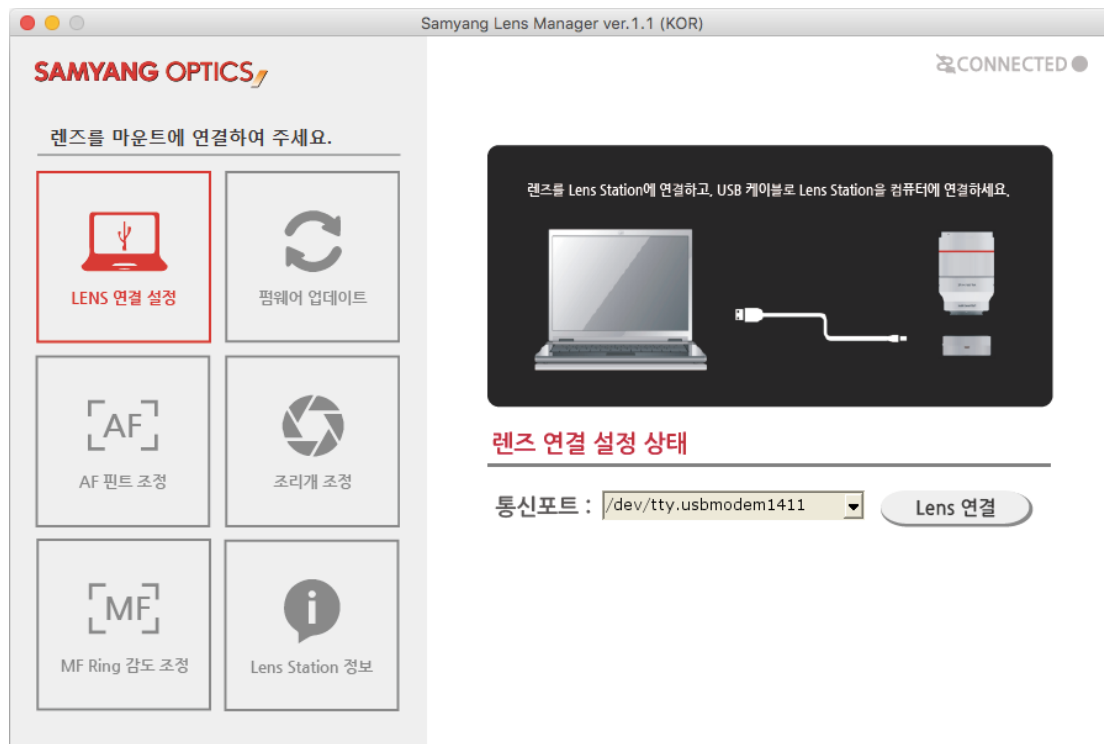 Samyang Lens Manager ver.1.1 (KOR)
SAMYANG OPTICS
CONNECTED
렌즈를 마운트에 연결하여 주세요.
LENS 연결 설정
펌웨어 업데이트
AF
AF 핀트 조정
조리개 조정
MF
MF Ring 감도 조정
i
Lens Station 정보
렌즈를 Lens Station에 연결하고, USB 케이블로 Lens Station을 컴퓨터에 연결하세요.
렌즈 연결 설정 상태
통신포트 : /dev/tty.usbmodem1411
Lens 연결